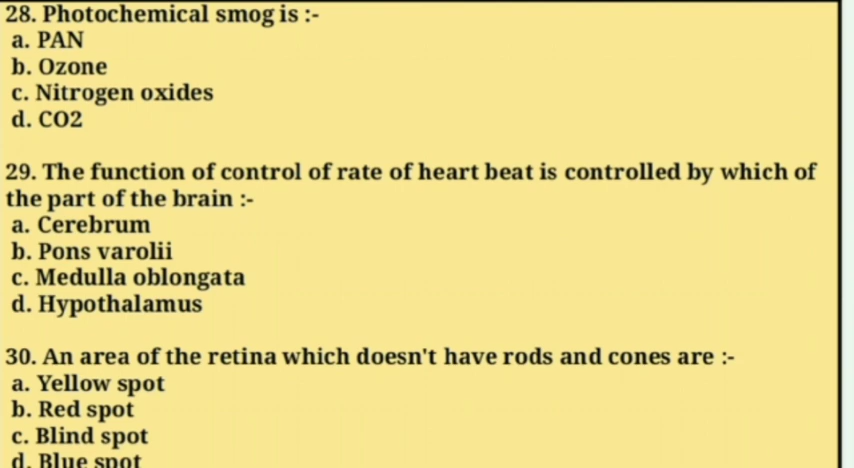 28. Photochemical smog is :-
a. PAN
b. Ozone
c. Nitrogen oxides
d. CO2
29. The function of control of rate of heart beat is controlled by which of
the part of the brain :-
a. Cerebrum
b. Pons varolii
c. Medulla oblongata
d. Hypothalamus
30. An area of the retina which doesn't have rods and cones are :-
a. Yellow spot
b. Red spot
c. Blind spot
d. Blue spot